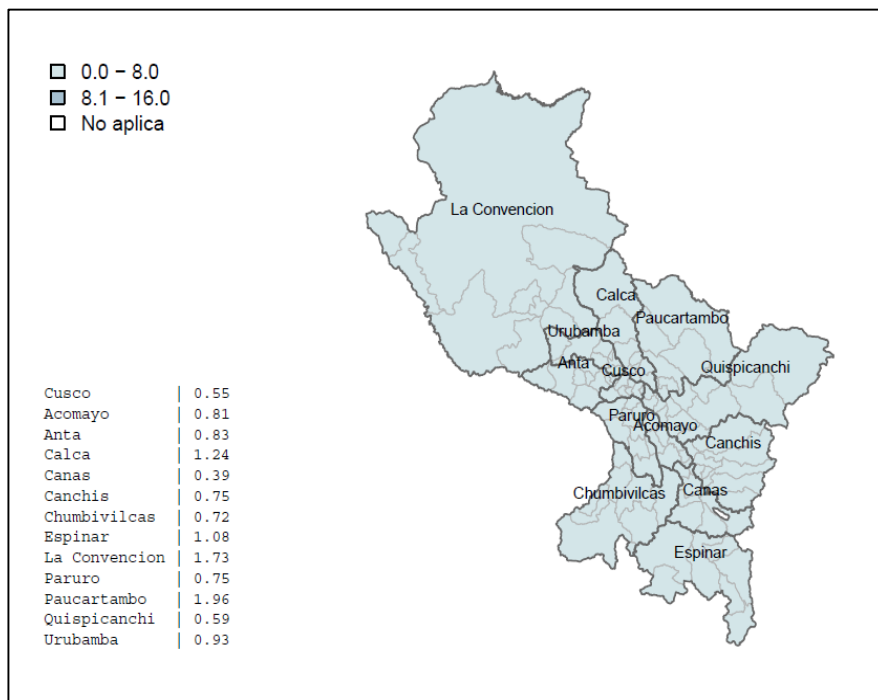 0.0 – 8.0
8.1 – 16.0
No aplica
La Convencion
Calca
Paucartambo
Urubamba
Anta
Cusco
Quispicanchi
Paruro
Acomayo
Canchis
Chumbivilcas
Canas
Espinar
Cusco | 0.55
Acomayo | 0.81
Anta | 0.83
Calca | 1.24
Canas | 0.39
Canchis | 0.75
Chumbivilcas | 0.72
Espinar | 1.08
La Convencion | 1.73
Paruro | 0.75
Paucartambo | 1.96
Quispicanchi | 0.59
Urubamba | 0.93